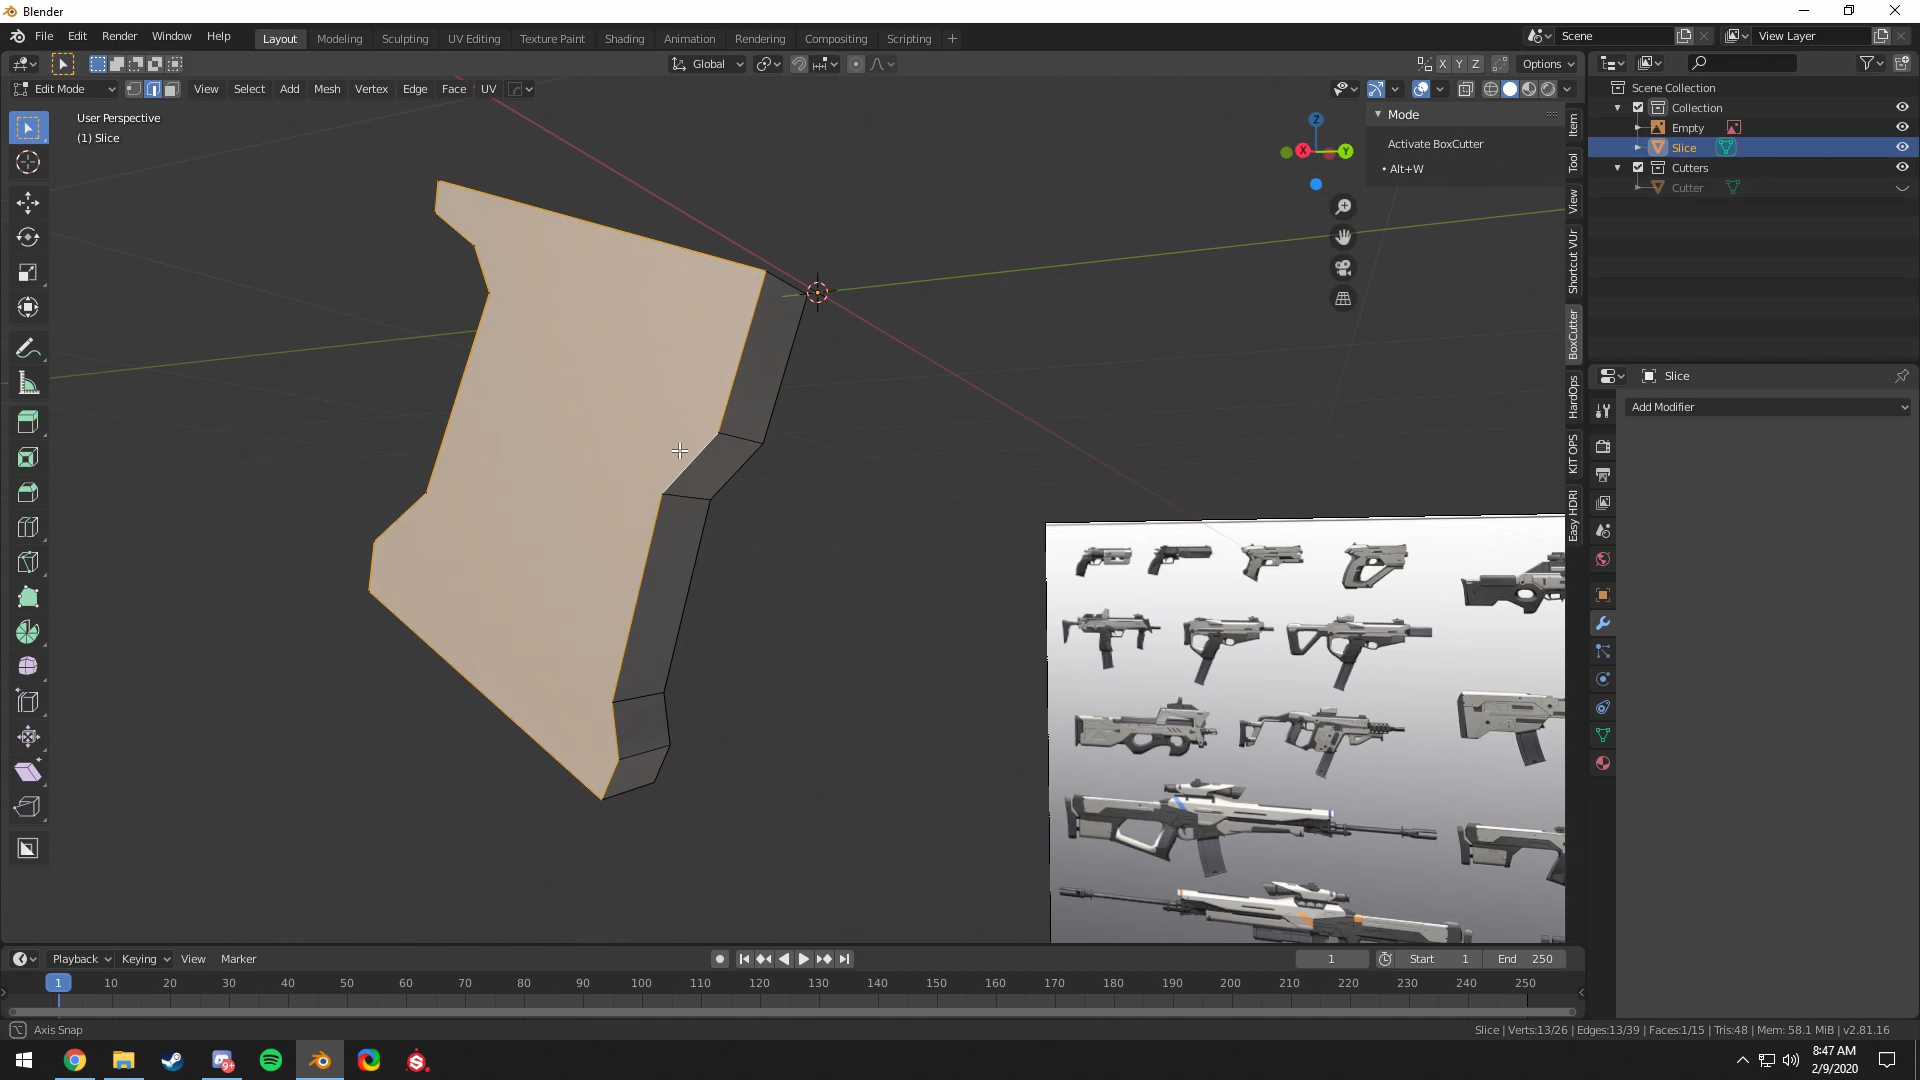 Blender
File Edit Render Window Help
Layout Modeling Sculpting UV Editing Texture Paint Shading Animation Rendering Compositing Scripting +
Scene
View Layer
Global
X Y Z
Options
Edit Mode
View Select Add Mesh Vertex Edge Face UV
User Perspective
(1) Slice
Z
X
Y
Mode
Activate BoxCutter
• Alt+W
Item
Tool
View
Shortcut VUr
BoxCutter
HardOps
KIT OPS
Easy HDRI
Scene Collection
Collection
Empty
Slice
Cutters
Cutter
Slice
Add Modifier
Playback Keying View Marker
1
Start 1
End 250
1 10 20 30 40 50 60 70 80 90 100 110 120 130 140 150 160 170 180 190 200 210 220 230 240 250
Axis Snap
Slice | Verts:13/26 | Edges:13/39 | Faces:1/15 | Tris:48 | Mem: 58.1 MiB | v2.81.16
9+
8:47 AM
2/9/2020